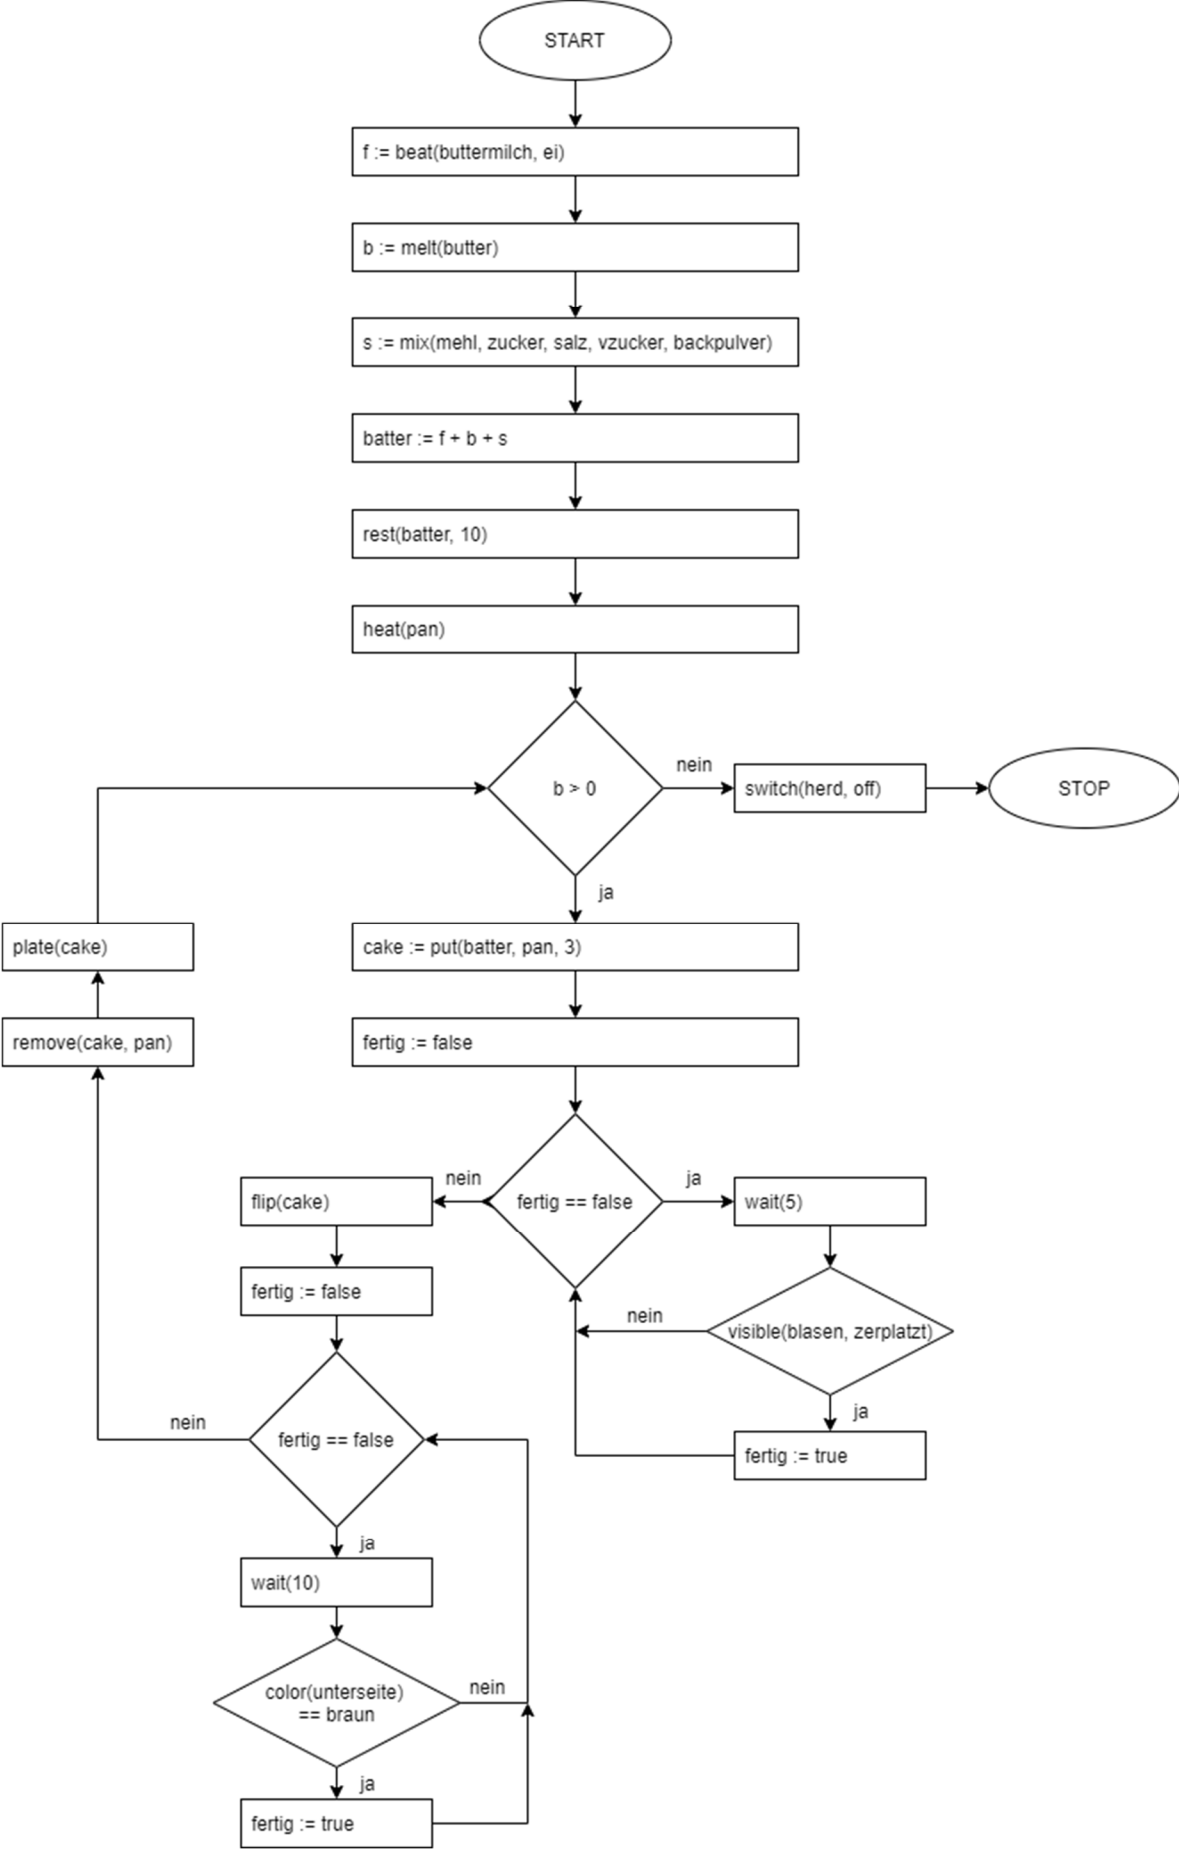 START
f := beat(buttermilch, ei)
b := melt(butter)
s := mix(mehl, zucker, salz, vzucker, backpulver)
batter := f + b + s
rest(batter, 10)
heat(pan)
b > 0
nein
switch(herd, off)
STOP
ja
plate(cake)
cake := put(batter, pan, 3)
remove(cake, pan)
fertig := false
flip(cake)
nein
fertig == false
ja
wait(5)
fertig := false
nein
visible(blasen, zerplatzt)
ja
fertig := true
nein
fertig == false
ja
wait(10)
color(unterseite)
== braun
nein
ja
fertig := true